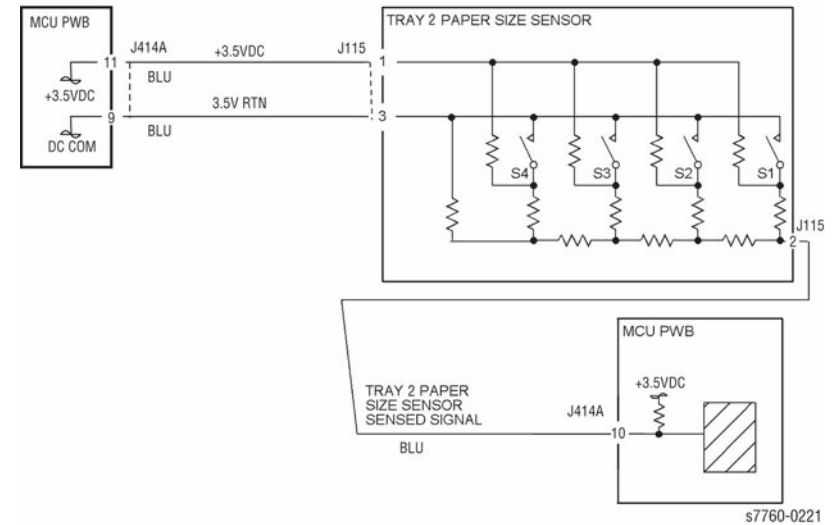 MCU PWB
TRAY 2 PAPER SIZE SENSOR
J414A
+3.5VDC
J115
11
1
BLU
+3.5VDC
3.5V RTN
9
3
BLU
DC COM
S4
S3
S2
S1
J115
2
MCU PWB
+3.5VDC
TRAY 2 PAPER
SIZE SENSOR
SENSED SIGNAL
J414A
10
BLU
s7760-0221